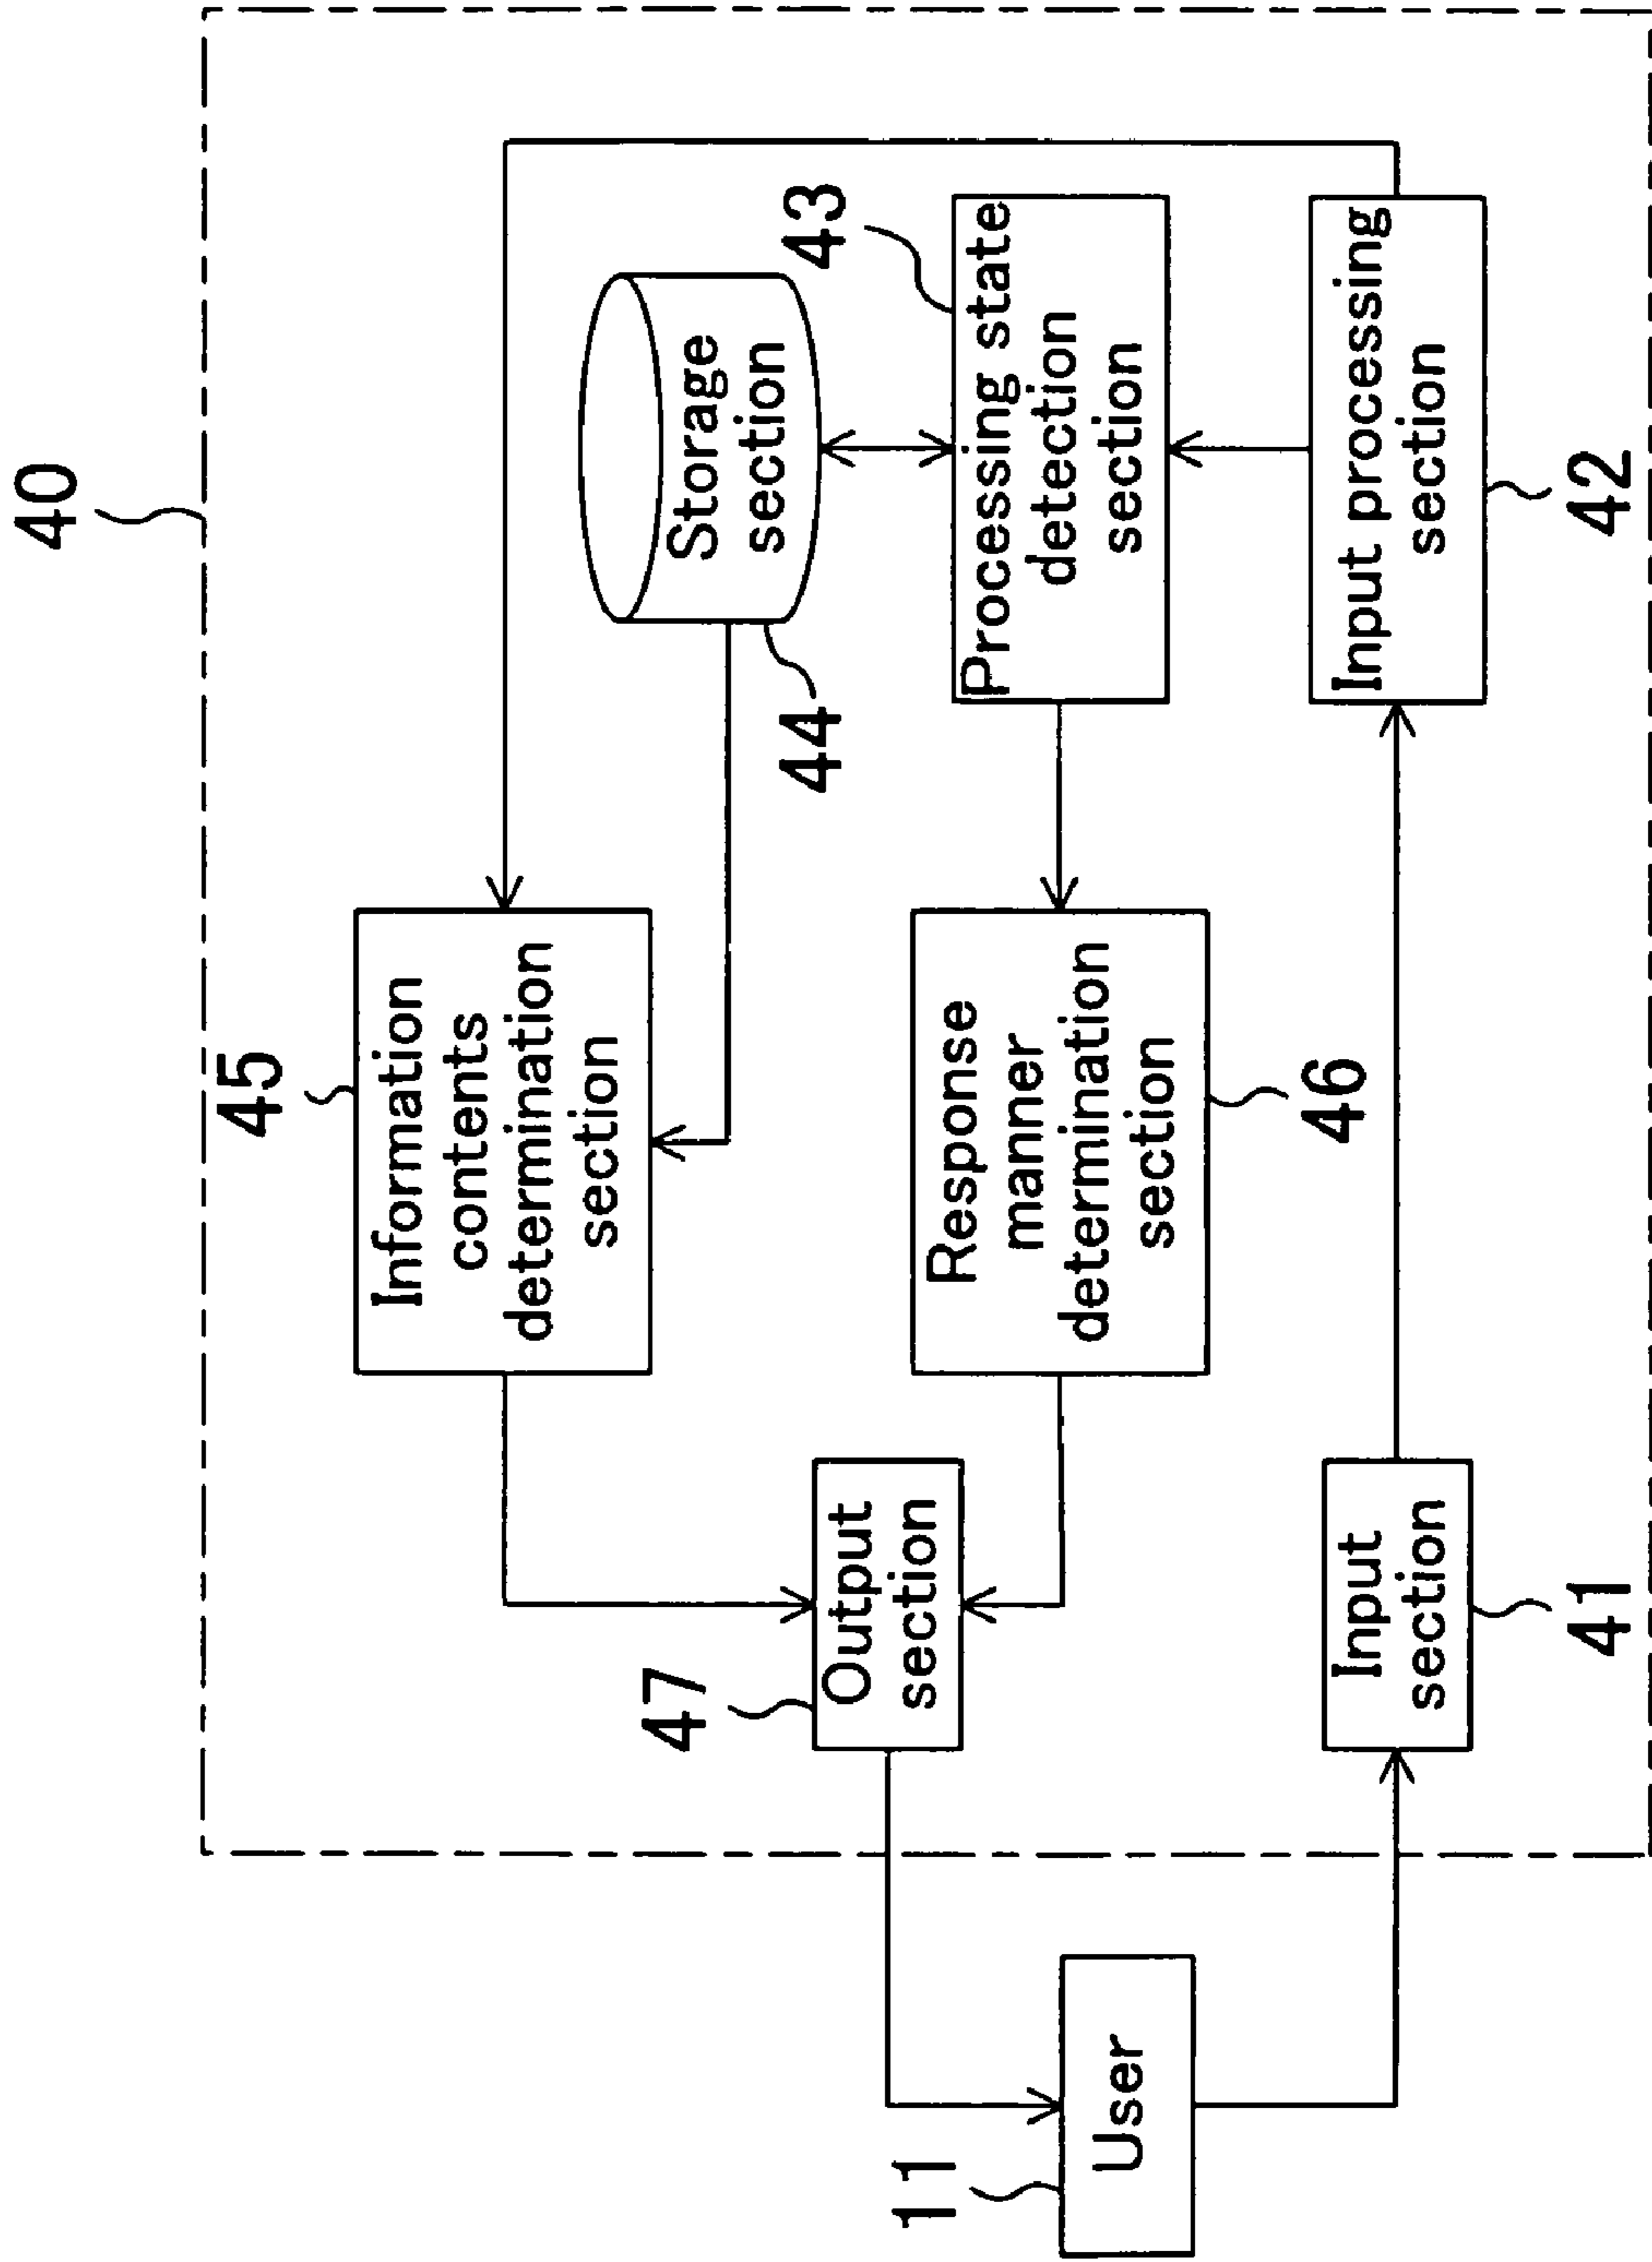 40
45
Information
contents
determination
section
Storage
section
44
43
Processing state
detection
section
47
Output
section
Response
manner
determination
section
46
11
User
Input
section
41
Input processing
section
42